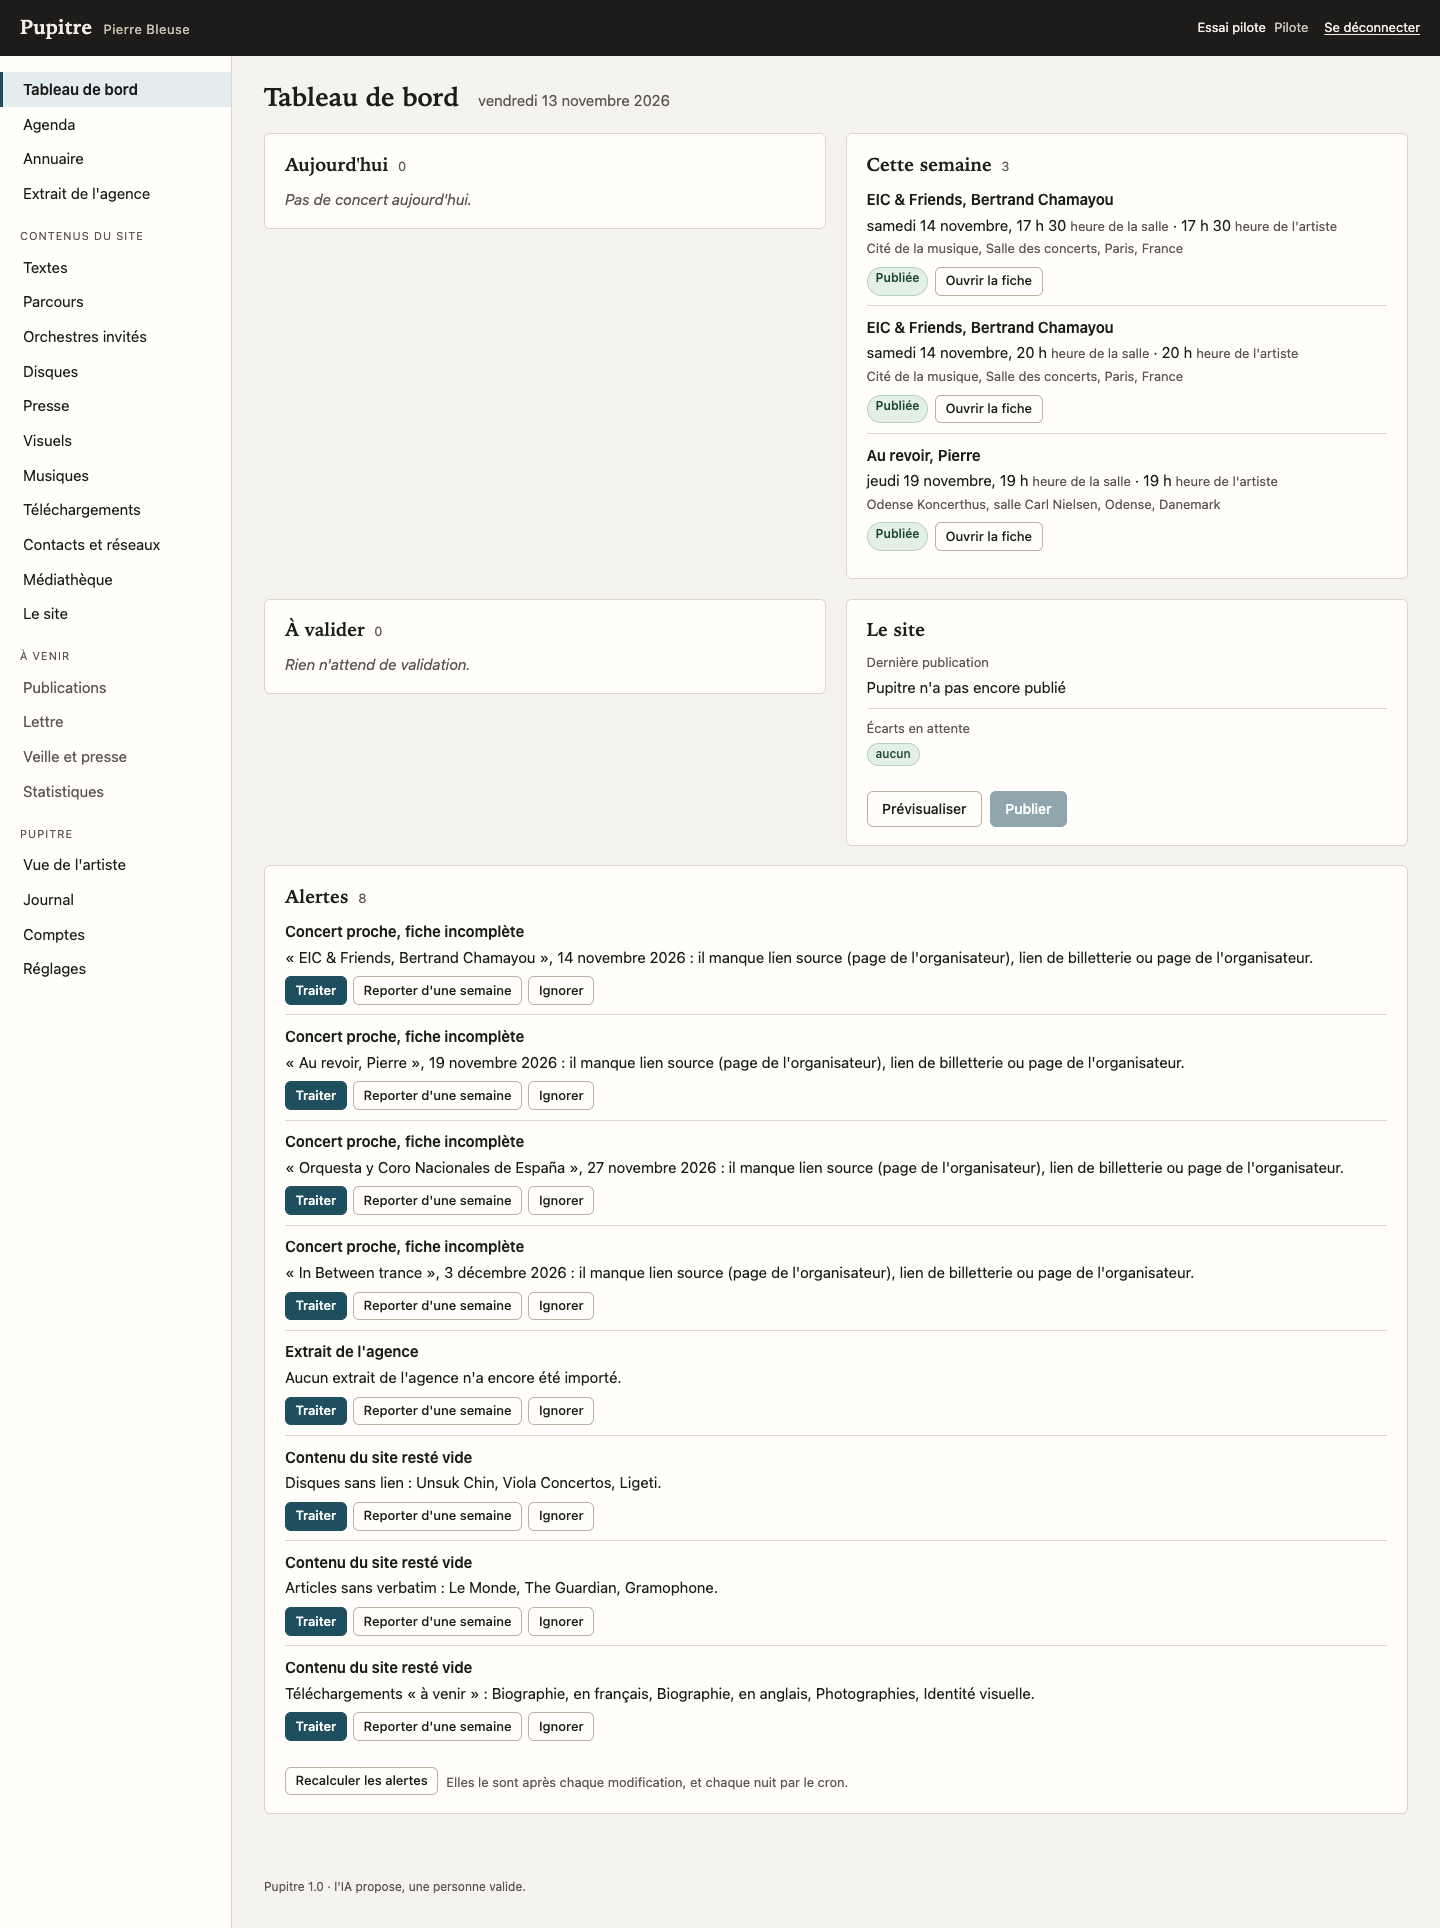 Pupitre Pierre Bleuse
Essai pilote Pilote Se déconnecter
Tableau de bord
Agenda
Annuaire
Extrait de l'agence
CONTENUS DU SITE
Textes
Parcours
Orchestres invités
Disques
Presse
Visuels
Musiques
Téléchargements
Contacts et réseaux
Médiathèque
Le site
À VENIR
Publications
Lettre
Veille et presse
Statistiques
PUPITRE
Vue de l'artiste
Journal
Comptes
Réglages
Tableau de bord vendredi 13 novembre 2026
Aujourd'hui 0
Pas de concert aujourd'hui.
Cette semaine 3
EIC & Friends, Bertrand Chamayou
samedi 14 novembre, 17 h 30 heure de la salle · 17 h 30 heure de l'artiste
Cité de la musique, Salle des concerts, Paris, France
Publiée Ouvrir la fiche
EIC & Friends, Bertrand Chamayou
samedi 14 novembre, 20 h heure de la salle · 20 h heure de l'artiste
Cité de la musique, Salle des concerts, Paris, France
Publiée Ouvrir la fiche
Au revoir, Pierre
jeudi 19 novembre, 19 h heure de la salle · 19 h heure de l'artiste
Odense Koncerthus, salle Carl Nielsen, Odense, Danemark
Publiée Ouvrir la fiche
À valider 0
Rien n'attend de validation.
Le site
Dernière publication
Pupitre n'a pas encore publié
Écarts en attente
aucun
Prévisualiser Publier
Alertes 8
Concert proche, fiche incomplète
« EIC & Friends, Bertrand Chamayou », 14 novembre 2026 : il manque lien source (page de l'organisateur), lien de billetterie ou page de l'organisateur.
Traiter Reporter d'une semaine Ignorer
Concert proche, fiche incomplète
« Au revoir, Pierre », 19 novembre 2026 : il manque lien source (page de l'organisateur), lien de billetterie ou page de l'organisateur.
Traiter Reporter d'une semaine Ignorer
Concert proche, fiche incomplète
« Orquesta y Coro Nacionales de España », 27 novembre 2026 : il manque lien source (page de l'organisateur), lien de billetterie ou page de l'organisateur.
Traiter Reporter d'une semaine Ignorer
Concert proche, fiche incomplète
« In Between trance », 3 décembre 2026 : il manque lien source (page de l'organisateur), lien de billetterie ou page de l'organisateur.
Traiter Reporter d'une semaine Ignorer
Extrait de l'agence
Aucun extrait de l'agence n'a encore été importé.
Traiter Reporter d'une semaine Ignorer
Contenu du site resté vide
Disques sans lien : Unsuk Chin, Viola Concertos, Ligeti.
Traiter Reporter d'une semaine Ignorer
Contenu du site resté vide
Articles sans verbatim : Le Monde, The Guardian, Gramophone.
Traiter Reporter d'une semaine Ignorer
Contenu du site resté vide
Téléchargements « à venir » : Biographie, en français, Biographie, en anglais, Photographies, Identité visuelle.
Traiter Reporter d'une semaine Ignorer
Recalculer les alertes Elles le sont après chaque modification, et chaque nuit par le cron.
Pupitre 1.0 · l'IA propose, une personne valide.